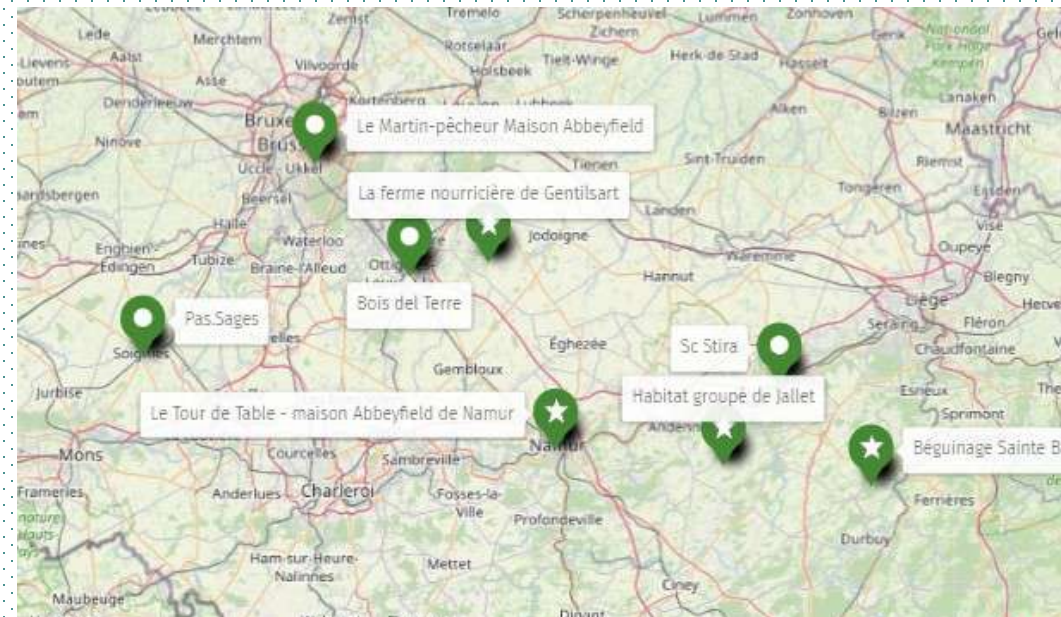 Zemst
Tremelo
Scherpenheuvel
Zichem
Lummen
Zonhoven
Lede
Merchtem
Rotselaar
Genk
Aalst
Vilvoorde
Holsbeek
Tielt-Winge
Herk-de-Stad
Hasselt
Asse
Denderleeuw
Kortenberg
Lanaken
Alken
Bilzen
Maastricht
Le Martin-pêcheur Maison Abbeyfield
Ninove
Uccle - Ukkel
Tienen
Sint-Truiden
Riemst
Beersel
La ferme nourricière de Gentilsart
Tongeren
Eijsden
Landen
Visé
Halle
Waterloo
Jodoigne
Waremme
Oupeye
Enghien -
Edingen
Tubize
Braine-l'Alleud
Hannut
Blegny
Bois del Terre
Liège
Seraing
Fléron
Pas.Sages
Sc Stira
Chaudfontaine
Éghezée
Gembloux
Jurbise
Habitat groupé de Jallet
Esneux
Sprimont
Le Tour de Table - maison Abbeyfield de Namur
Namur
Béguinage Sainte B
Mons
Courcelles
Sambreville
Frameries
Anderlues
Charleroi
Fosses-la-
Ville
Profondeville
Ferrières
Durbuy
Ham-sur-Heure-
Nalinnes
Mettet
Ciney
Maubeuge
Dinant